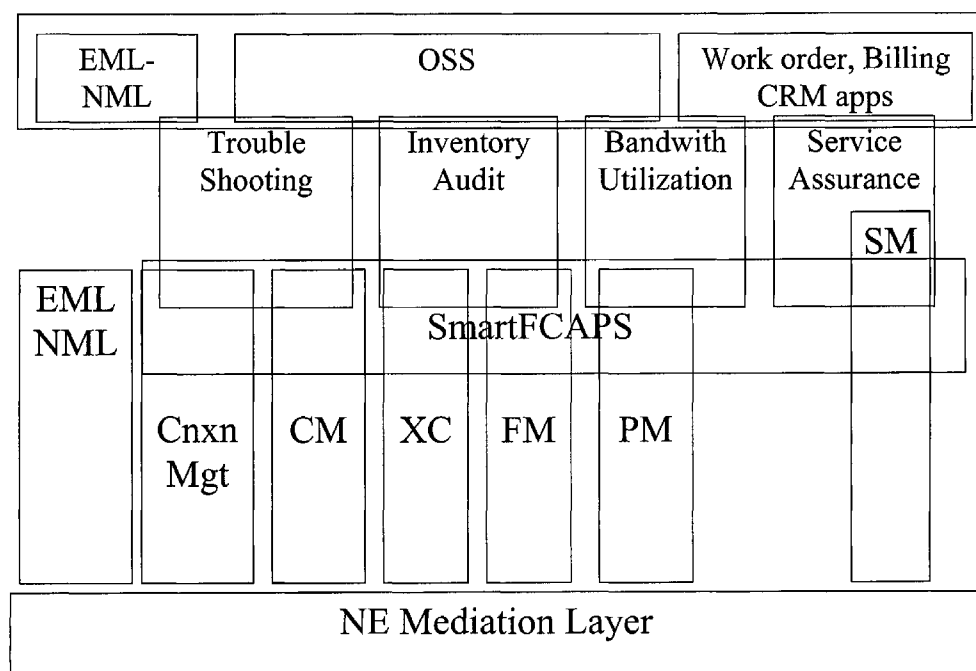 EML-
NML
OSS
Work order, Billing
CRM apps
Trouble
Shooting
Inventory
Audit
Bandwith
Utilization
Service
Assurance
SM
EML
NML
SmartFCAPS
Cnxn
Mgt
CM
XC
FM
PM
NE Mediation Layer